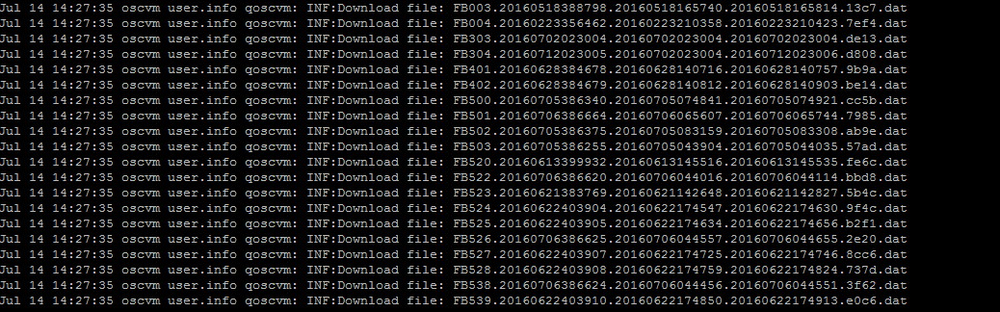 Jul 14 14:27:35 oscvm user.info qoscvm: INF:Download file: FB003.20160518388798.20160518165740.20160518165814.13c7.dat
Jul 14 14:27:35 oscvm user.info qoscvm: INF:Download file: FB004.20160223356462.20160223210358.20160223210423.7ef4.dat
Jul 14 14:27:35 oscvm user.info qoscvm: INF:Download file: FB303.20160702023004.20160702023004.20160702023004.de13.dat
Jul 14 14:27:35 oscvm user.info qoscvm: INF:Download file: FB304.20160712023005.20160702023004.20160712023006.d808.dat
Jul 14 14:27:35 oscvm user.info qoscvm: INF:Download file: FB401.20160628384678.20160628140716.20160628140757.9b9a.dat
Jul 14 14:27:35 oscvm user.info qoscvm: INF:Download file: FB402.20160628384679.20160628140812.20160628140903.be14.dat
Jul 14 14:27:35 oscvm user.info qoscvm: INF:Download file: FB500.20160705386340.20160705074841.20160705074921.cc5b.dat
Jul 14 14:27:35 oscvm user.info qoscvm: INF:Download file: FB501.20160706386664.20160706065607.20160706065744.7985.dat
Jul 14 14:27:35 oscvm user.info qoscvm: INF:Download file: FB502.20160705386375.20160705083159.20160705083308.ab9e.dat
Jul 14 14:27:35 oscvm user.info qoscvm: INF:Download file: FB503.20160705386255.20160705043904.20160705044035.57ad.dat
Jul 14 14:27:35 oscvm user.info qoscvm: INF:Download file: FB520.20160613399932.20160613145516.20160613145535.fe6c.dat
Jul 14 14:27:35 oscvm user.info qoscvm: INF:Download file: FB522.20160706386620.20160706044016.20160706044114.bbd8.dat
Jul 14 14:27:35 oscvm user.info qoscvm: INF:Download file: FB523.20160621383769.20160621142648.20160621142827.5b4c.dat
Jul 14 14:27:35 oscvm user.info qoscvm: INF:Download file: FB524.20160622403904.20160622174547.20160622174630.9f4c.dat
Jul 14 14:27:35 oscvm user.info qoscvm: INF:Download file: FB525.20160622403905.20160622174634.20160622174656.b2f1.dat
Jul 14 14:27:35 oscvm user.info qoscvm: INF:Download file: FB526.20160706386625.20160706044557.20160706044655.2e20.dat
Jul 14 14:27:35 oscvm user.info qoscvm: INF:Download file: FB527.20160622403907.20160622174725.20160622174746.8cc6.dat
Jul 14 14:27:35 oscvm user.info qoscvm: INF:Download file: FB528.20160622403908.20160622174759.20160622174824.737d.dat
Jul 14 14:27:35 oscvm user.info qoscvm: INF:Download file: FB538.20160706386624.20160706044456.20160706044551.3f62.dat
Jul 14 14:27:35 oscvm user.info qoscvm: INF:Download file: FB539.20160622403910.20160622174850.20160622174913.e0c6.dat